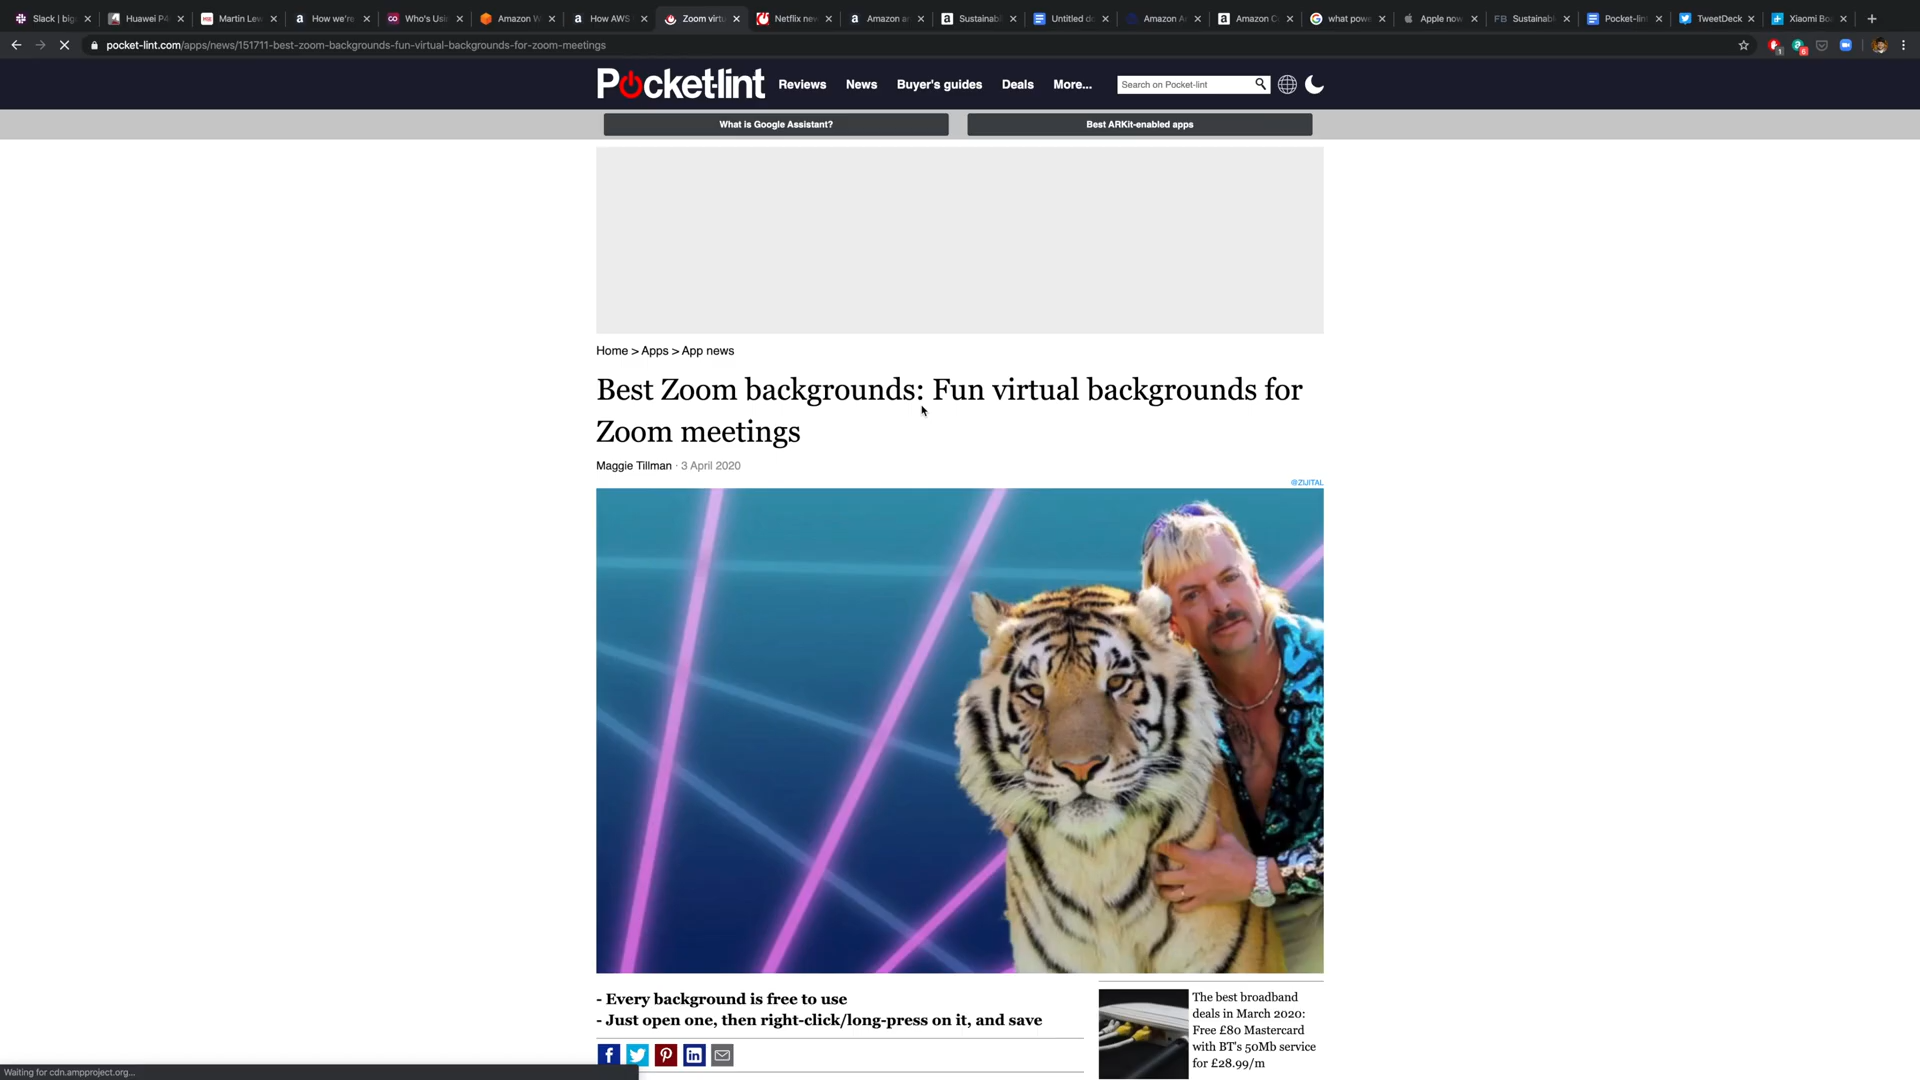 Slack | big
Huawei P4
Martin Lew
How we're
Who's Usi
Amazon W
How AWS
Zoom virtu
Netflix nev
Amazon ar
Sustainabi
Untitled do
Amazon A
Amazon C
what powe
Apple now
Sustainabl
Pocket-lint
TweetDeck
Xiaomi Bo
pocket-lint.com/apps/news/151711-best-zoom-backgrounds-fun-virtual-backgrounds-for-zoom-meetings
Pocket-lint
Reviews
News
Buyer's guides
Deals
More...
Search on Pocket-lint
What is Google Assistant?
Best ARKit-enabled apps
Home > Apps > App news
Best Zoom backgrounds: Fun virtual backgrounds for
Zoom meetings
Maggie Tillman · 3 April 2020
@ZIJITAL
- Every background is free to use
- Just open one, then right-click/long-press on it, and save
The best broadband
deals in March 2020:
Free £80 Mastercard
with BT's 50Mb service
for £28.99/m
Waiting for cdn.ampproject.org...